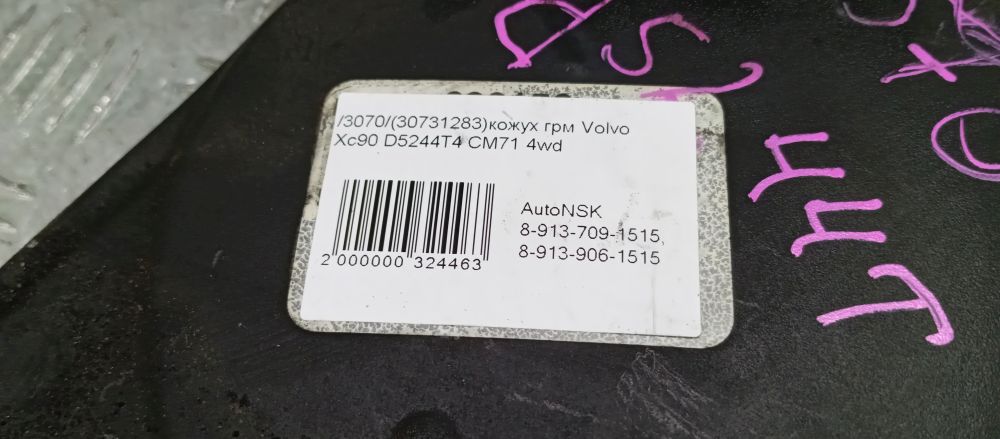 /3070/(30731283)кожух грм Volvo
Xc90 D5244T4 CM71 4wd
AutoNSK
8-913-709-1515,
8-913-906-1515
2 000000 324463